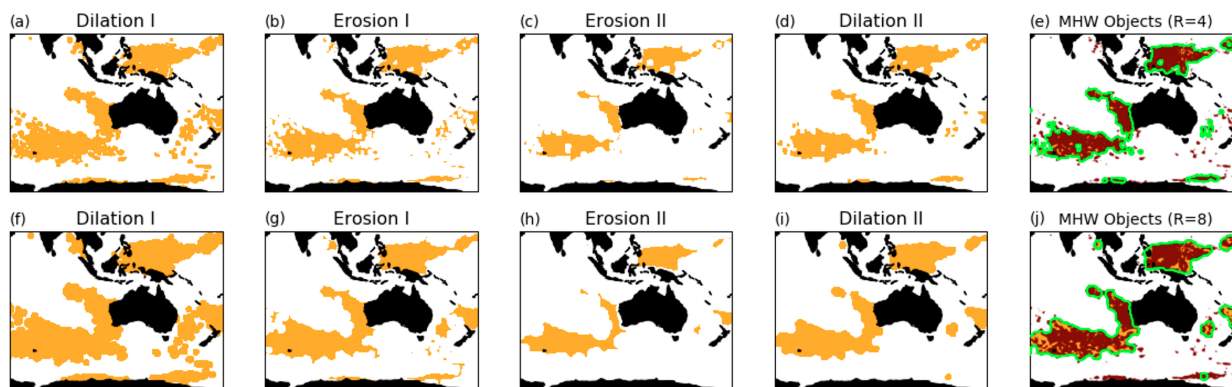 (a) Dilation I
(b) Erosion I
(c) Erosion II
(d) Dilation II
(e) MHW Objects (R=4)
(f) Dilation I
(g) Erosion I
(h) Erosion II
(i) Dilation II
(j) MHW Objects (R=8)